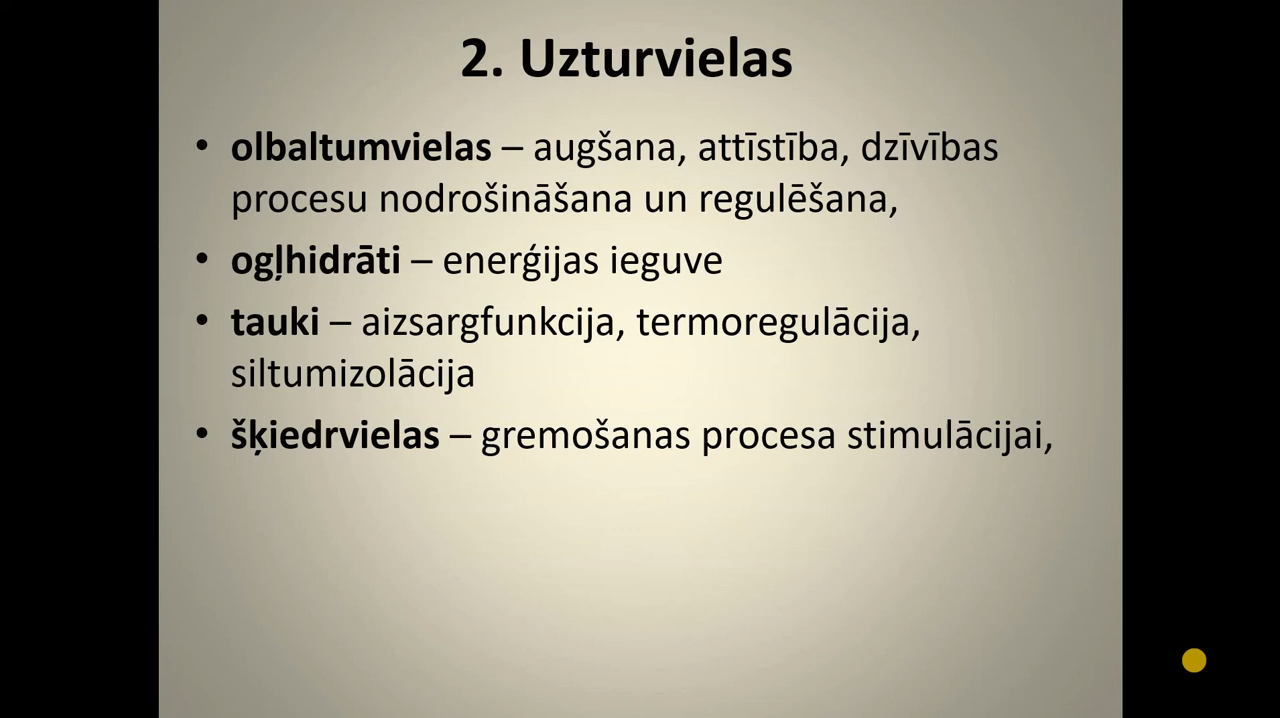 2. Uzturvielas
• olbaltumvielas – augšana, attīstība, dzīvības
procesu nodrošināšana un regulēšana,
• ogļhidrāti – enerģijas ieguve
• tauki – aizsargfunkcija, termoregulācija,
siltumizolācija
• šķiedrvielas – gremošanas procesa stimulācijai,